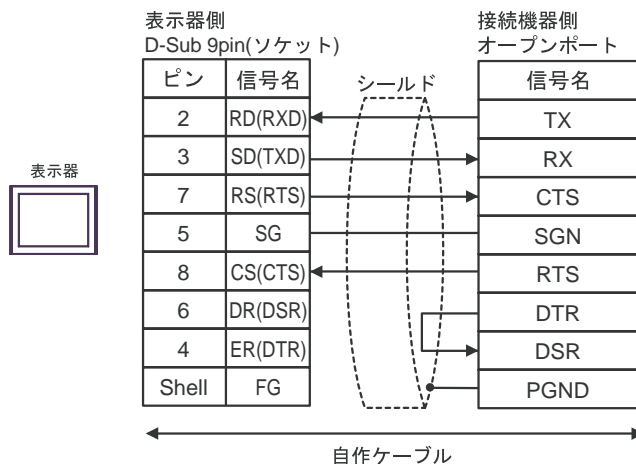 表示器側
D-Sub 9pin(ソケット)
接続機器側
オープンポート
ピン 信号名 シールド 信号名
2 RD(RXD) TX
3 SD(TXD) RX
表示器
7 RS(RTS) CTS
5 SG SGN
8 CS(CTS) RTS
6 DR(DSR) DTR
4 ER(DTR) DSR
Shell FG PGND
自作ケーブル